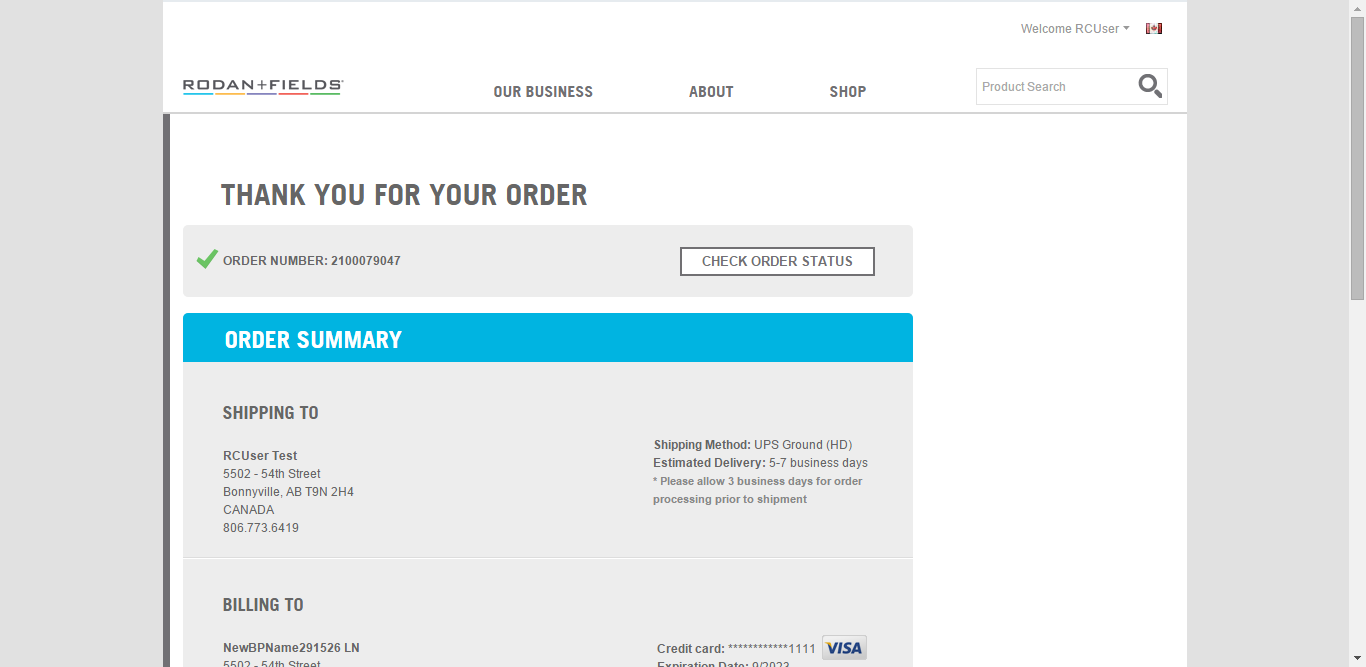 Welcome RCUser
RODAN+FIELDS
OUR BUSINESS
ABOUT
SHOP
Product Search
THANK YOU FOR YOUR ORDER
ORDER NUMBER: 2100079047
CHECK ORDER STATUS
ORDER SUMMARY
SHIPPING TO
RCUser Test
5502 - 54th Street
Bonnyville, AB T9N 2H4
CANADA
806.773.6419
Shipping Method: UPS Ground (HD)
Estimated Delivery: 5-7 business days
* Please allow 3 business days for order
processing prior to shipment
BILLING TO
NewBPName291526 LN
5502 - 54th Street
Credit card: ************1111 VISA
Expiration Date: 9/2023